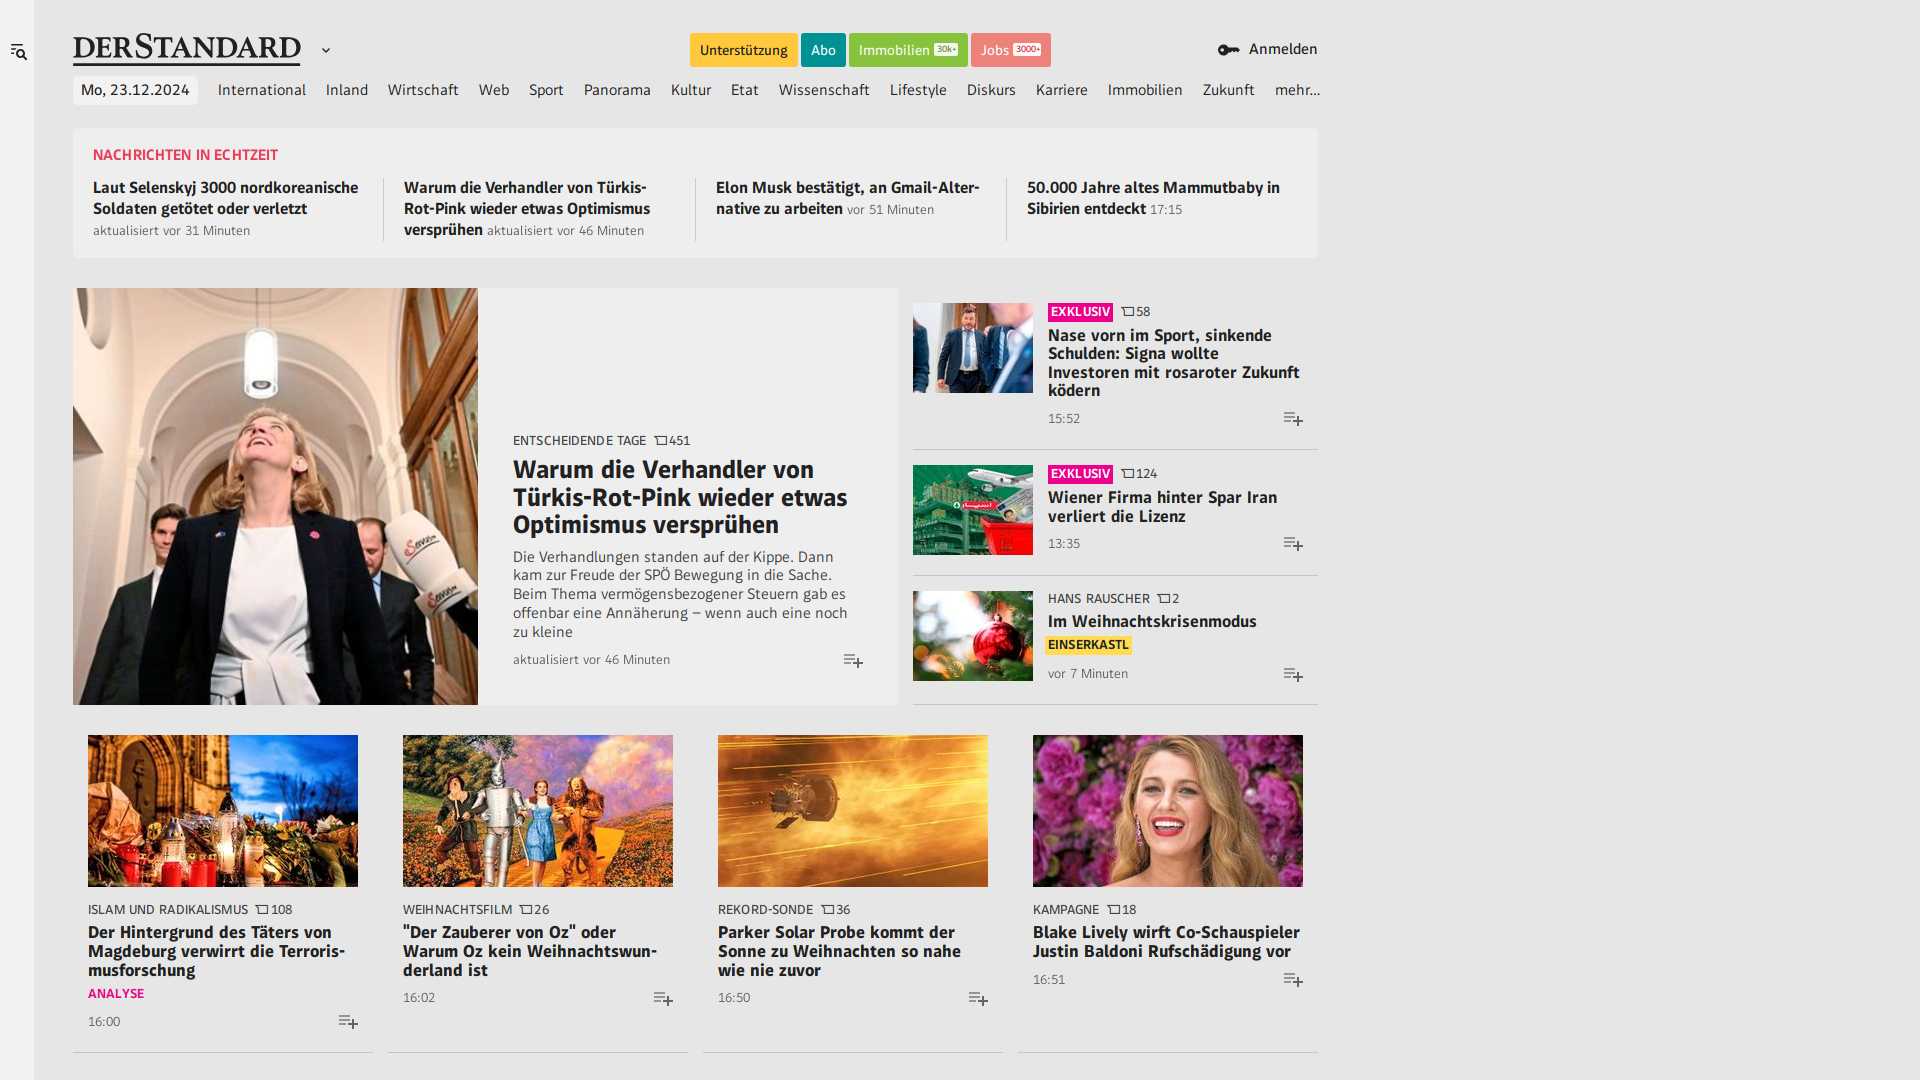 DERSTANDARD
Unterstützung
Abo
Immobilien 30k+
Jobs 3000+
Anmelden
Mo, 23.12.2024
International
Inland
Wirtschaft
Web
Sport
Panorama
Kultur
Etat
Wissenschaft
Lifestyle
Diskurs
Karriere
Immobilien
Zukunft
mehr...
NACHRICHTEN IN ECHTZEIT
Laut Selenskyj 3000 nordkoreanische
Soldaten getötet oder verletzt
aktualisiert vor 31 Minuten
Warum die Verhandler von Türkis-
Rot-Pink wieder etwas Optimismus
versprühen aktualisiert vor 46 Minuten
Elon Musk bestätigt, an Gmail-Alter-
native zu arbeiten vor 51 Minuten
50.000 Jahre altes Mammutbaby in
Sibirien entdeckt 17:15
ENTSCHEIDENDE TAGE 451
Warum die Verhandler von
Türkis-Rot-Pink wieder etwas
Optimismus versprühen
Die Verhandlungen standen auf der Kippe. Dann
kam zur Freude der SPÖ Bewegung in die Sache.
Beim Thema vermögensbezogener Steuern gab es
offenbar eine Annäherung – wenn auch eine noch
zu kleine
aktualisiert vor 46 Minuten
EXKLUSIV 58
Nase vorn im Sport, sinkende
Schulden: Signa wollte
Investoren mit rosaroter Zukunft
ködern
15:52
EXKLUSIV 124
Wiener Firma hinter Spar Iran
verliert die Lizenz
13:35
HANS RAUSCHER 2
Im Weihnachtskrisenmodus
EINSERKASTL
vor 7 Minuten
ISLAM UND RADIKALISMUS 108
Der Hintergrund des Täters von
Magdeburg verwirrt die Terroris-
musforschung
ANALYSE
16:00
WEIHNACHTSFILM 26
"Der Zauberer von Oz" oder
Warum Oz kein Weihnachtswun-
derland ist
16:02
REKORD-SONDE 36
Parker Solar Probe kommt der
Sonne zu Weihnachten so nahe
wie nie zuvor
16:50
KAMPAGNE 18
Blake Lively wirft Co-Schauspieler
Justin Baldoni Rufschädigung vor
16:51